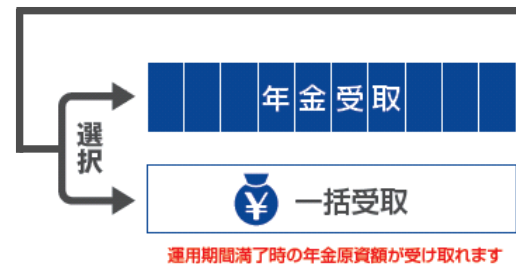 年金受取
選択
¥ 一括受取
運用期間満了時の年金原資額が受け取れます